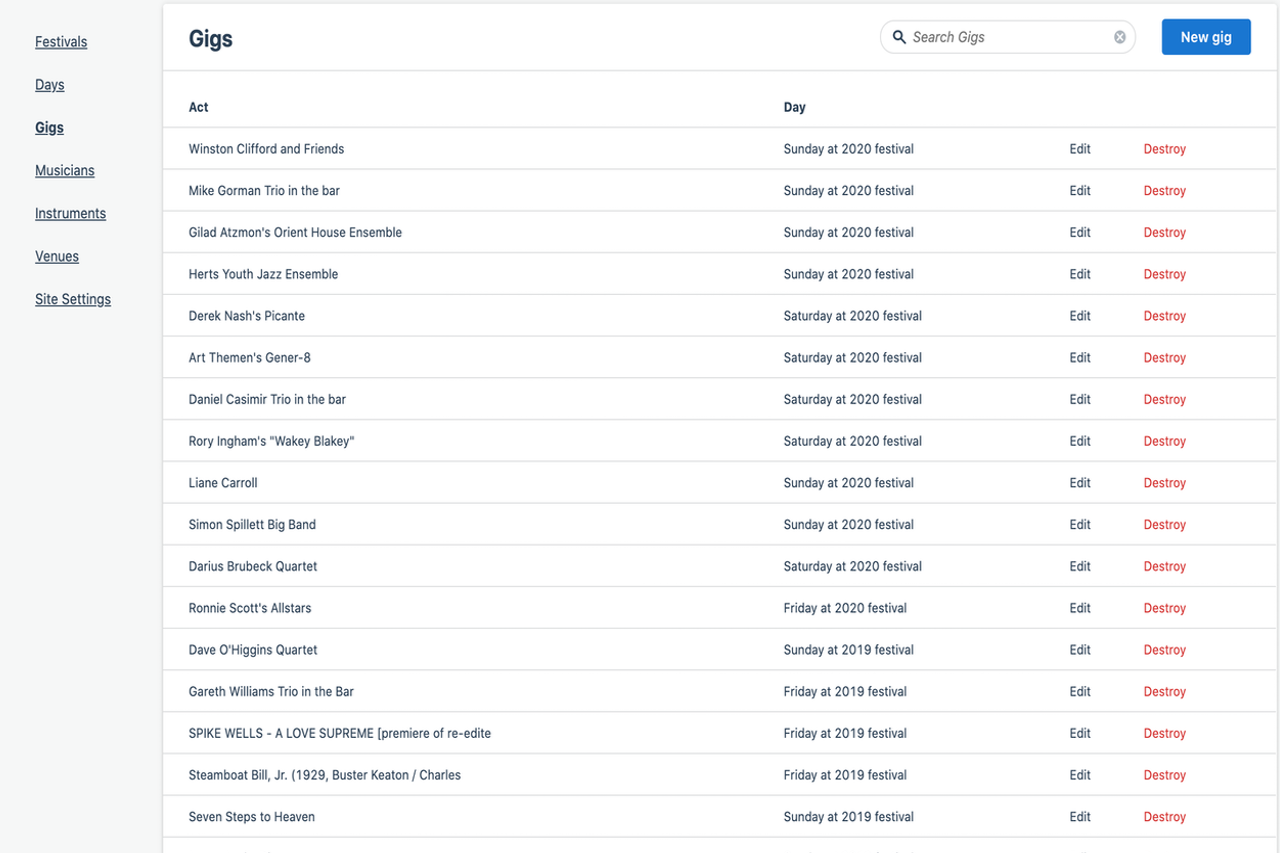 Festivals
Days
Gigs
Musicians
Instruments
Venues
Site Settings
Gigs
Search Gigs
New gig
Act Day
Winston Clifford and Friends Sunday at 2020 festival Edit Destroy
Mike Gorman Trio in the bar Sunday at 2020 festival Edit Destroy
Gilad Atzmon's Orient House Ensemble Sunday at 2020 festival Edit Destroy
Herts Youth Jazz Ensemble Sunday at 2020 festival Edit Destroy
Derek Nash's Picante Saturday at 2020 festival Edit Destroy
Art Themen's Gener-8 Saturday at 2020 festival Edit Destroy
Daniel Casimir Trio in the bar Saturday at 2020 festival Edit Destroy
Rory Ingham's "Wakey Blakey" Saturday at 2020 festival Edit Destroy
Liane Carroll Sunday at 2020 festival Edit Destroy
Simon Spillett Big Band Sunday at 2020 festival Edit Destroy
Darius Brubeck Quartet Saturday at 2020 festival Edit Destroy
Ronnie Scott's Allstars Friday at 2020 festival Edit Destroy
Dave O'Higgins Quartet Sunday at 2019 festival Edit Destroy
Gareth Williams Trio in the Bar Friday at 2019 festival Edit Destroy
SPIKE WELLS - A LOVE SUPREME [premiere of re-edite Friday at 2019 festival Edit Destroy
Steamboat Bill, Jr. (1929, Buster Keaton / Charles Friday at 2019 festival Edit Destroy
Seven Steps to Heaven Sunday at 2019 festival Edit Destroy